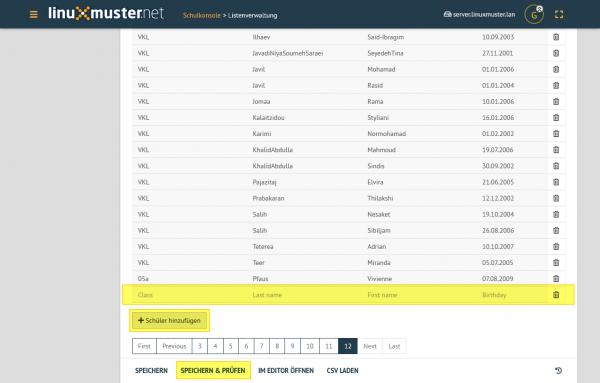 linuxmuster.net Schulkonsole > Listenverwaltung server.linuxmuster.lan G
VKL Ilhaev Said-Ibragim 10.09.2003
VKL JavadiNiyaSoumehSaraei SeyedehTina 27.11.2001
VKL Javil Mohamad 01.01.2006
VKL Javil Rasid 01.01.2004
VKL Jomaa Rama 10.01.2006
VKL Kalaitzidou Styliani 16.01.2006
VKL Karimi Normohamad 01.02.2002
VKL KhalidAbdulla Mahmoud 19.07.2006
VKL KhalidAbdulla Sindis 30.09.2002
VKL Pajazitaj Elvira 21.06.2005
VKL Prabakaran Thilakshi 12.12.2002
VKL Salih Nesaket 19.10.2004
VKL Salih Sibiljam 26.08.2006
VKL Teterea Adrian 10.10.2007
VKL Teer Miranda 05.07.2005
05a Pfaus Vivienne 07.08.2009
Class Last name First name Birthday
+ Schüler hinzufügen
First Previous 3 4 5 6 7 8 9 10 11 12 Next Last
SPEICHERN SPEICHERN & PRÜFEN IM EDITOR ÖFFNEN CSV LADEN